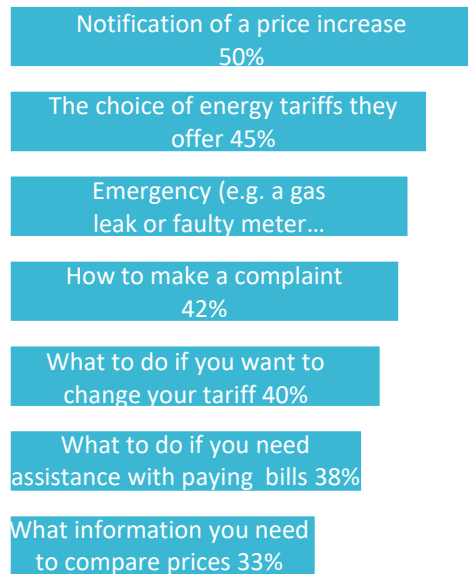 Notification of a price increase
50%
The choice of energy tariffs they
offer 45%
Emergency (e.g. a gas
leak or faulty meter…
How to make a complaint
42%
What to do if you want to
change your tariff 40%
What to do if you need
assistance with paying  bills 38%
What information you need
to compare prices 33%